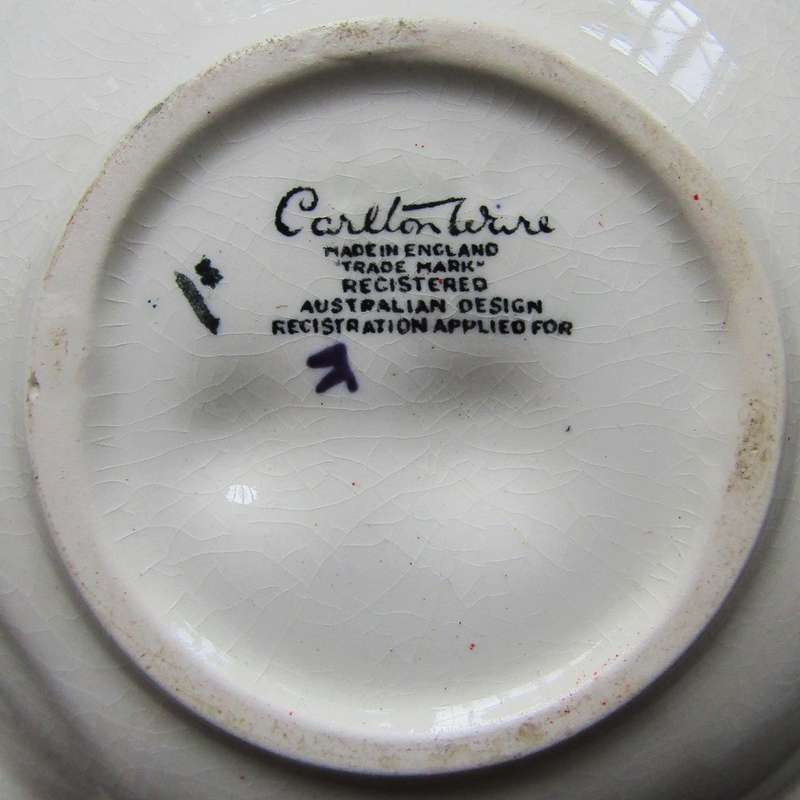 Carlton Ware
MADE IN ENGLAND
"TRADE MARK"
REGISTERED
AUSTRALIAN DESIGN
REGISTRATION APPLIED FOR